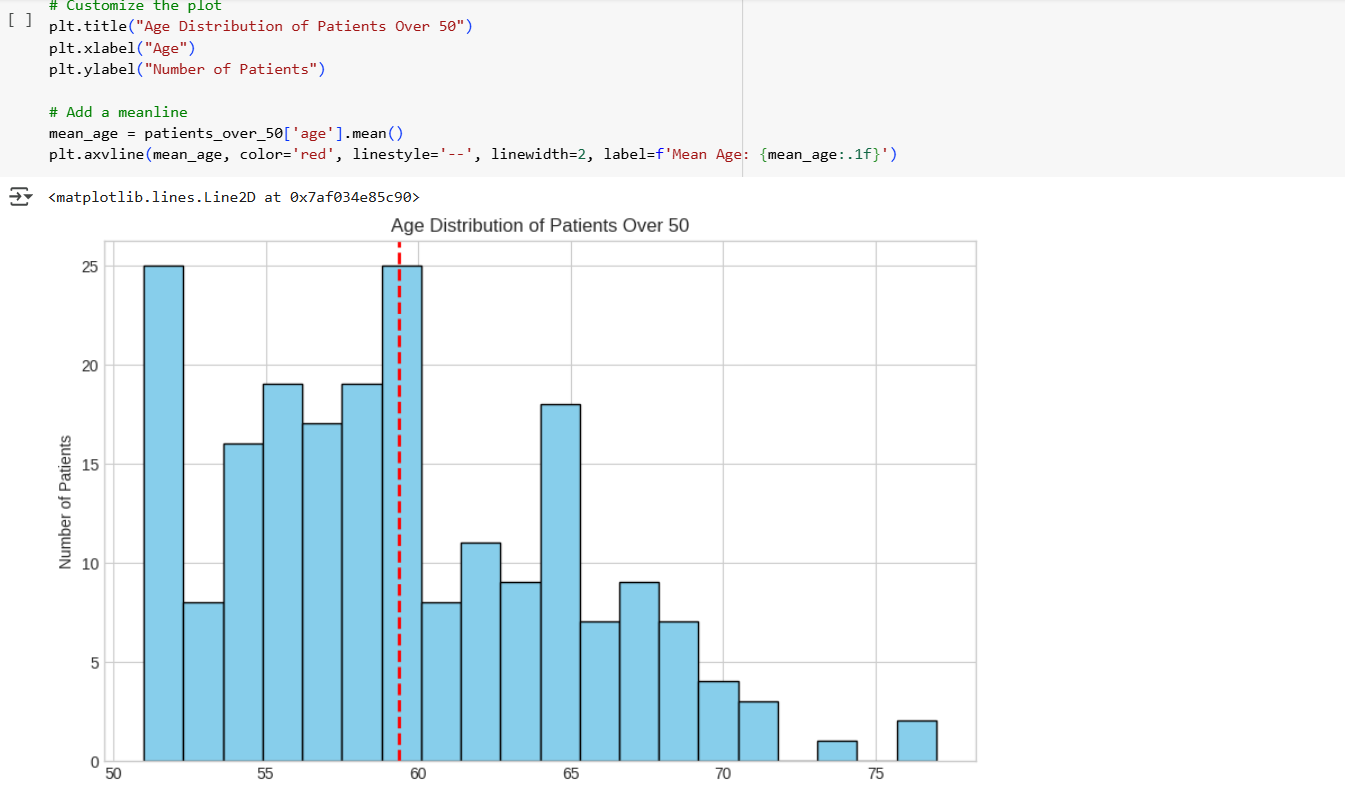 # Customize the plot
[ ] plt.title("Age Distribution of Patients Over 50")
plt.xlabel("Age")
plt.ylabel("Number of Patients")
# Add a meanline
mean_age = patients_over_50['age'].mean()
plt.axvline(mean_age, color='red', linestyle='--', linewidth=2, label=f'Mean Age: {mean_age:.1f}')
<matplotlib.lines.Line2D at 0x7af034e85c90>
Age Distribution of Patients Over 50
25
20
15
10
5
0
Number of Patients
50 55 60 65 70 75